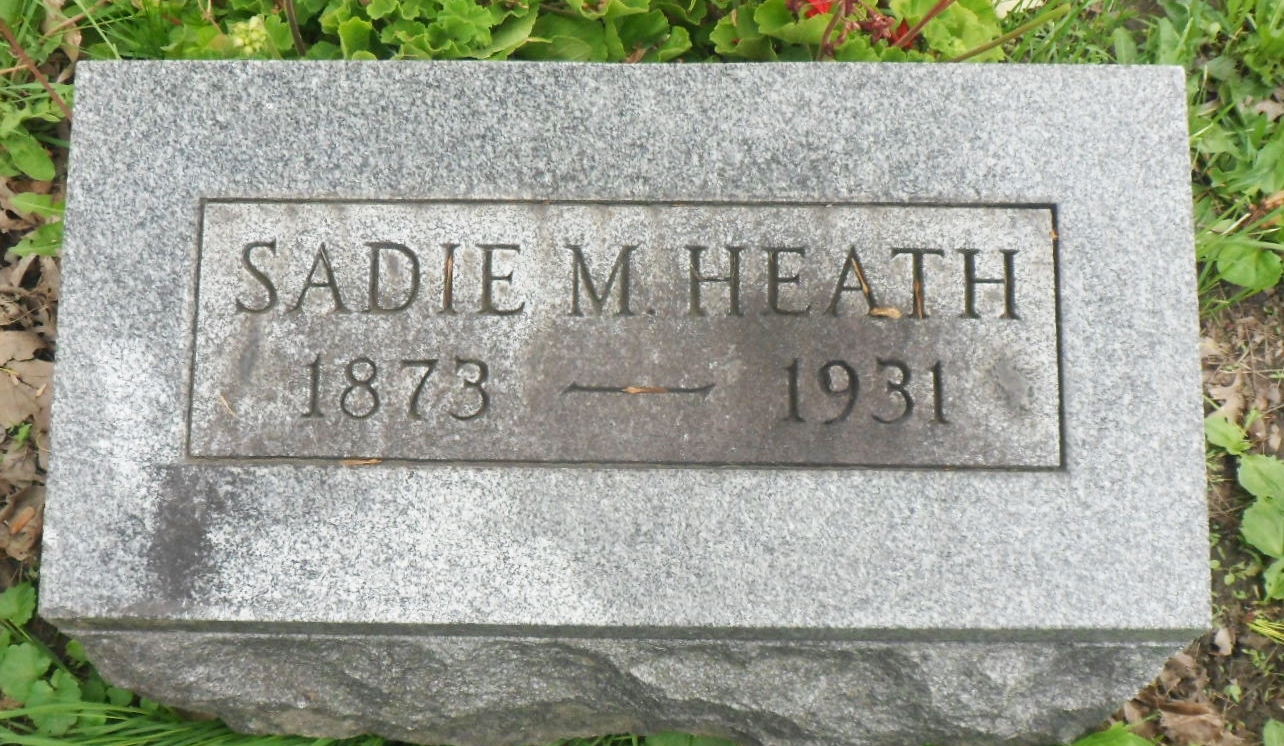 SADIE M. HEATH
1873 — 1931